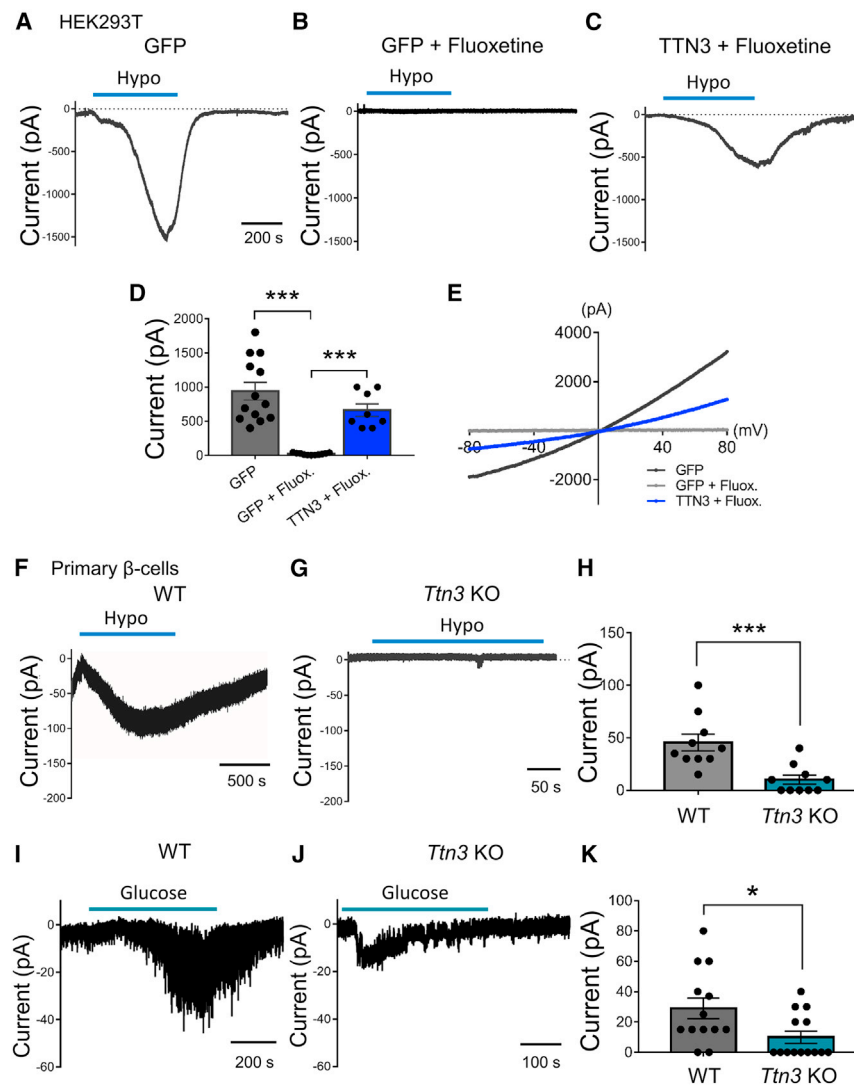 A HEK293T
GFP
Hypo
Current (pA)
0
-500
-1000
-1500
200 s
B
GFP + Fluoxetine
Hypo
Current (pA)
0
-500
-1000
-1500
C
TTN3 + Fluoxetine
Hypo
Current (pA)
0
-500
-1000
-1500
D
***
***
Current (pA)
2000
1500
1000
500
0
GFP
GFP + Fluox.
TTN3 + Fluox.
E
(pA)
4000
2000
-2000
-80
-40
40
80
(mV)
GFP
GFP + Fluox.
TTN3 + Fluox.
F Primary β-cells
WT
Hypo
Current (pA)
0
-50
-100
-150
-200
500 s
G
Ttn3 KO
Hypo
Current (pA)
0
-50
-100
-150
-200
50 s
H
***
Current (pA)
150
100
50
0
WT
Ttn3 KO
I
WT
Glucose
Current (pA)
0
-20
-40
-60
200 s
J
Ttn3 KO
Glucose
Current (pA)
0
-20
-40
-60
100 s
K
*
Current (pA)
100
80
60
40
20
0
WT
Ttn3 KO